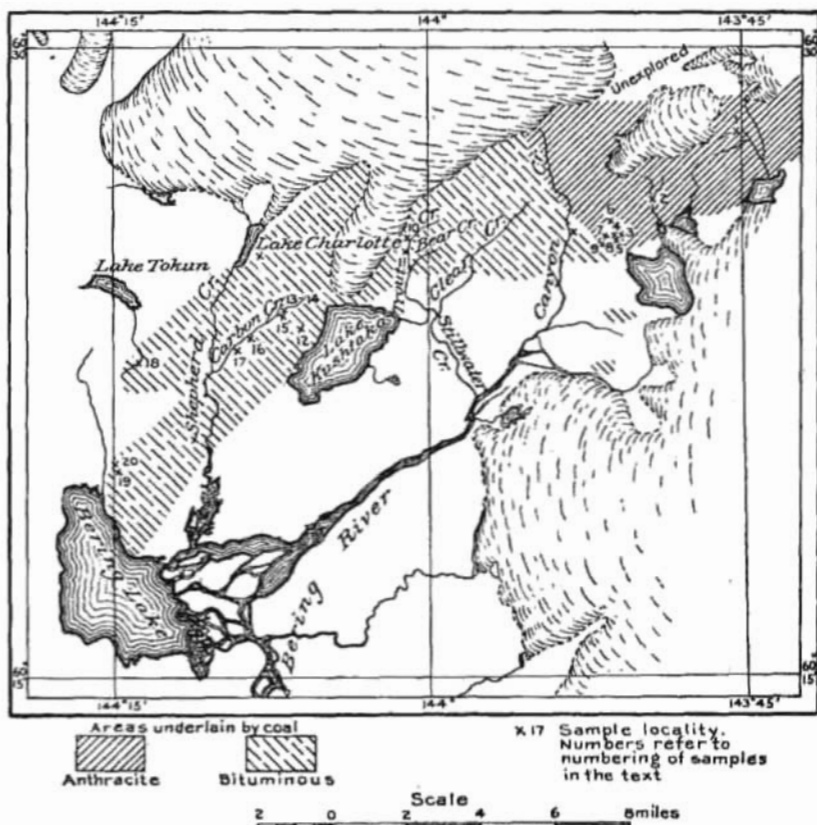 144°15'
144°
143°45'
60°
30'
60°
30'
Unexplored
Lake Charlotte
Cr.
Bear Cr.
Clear Cr.
Cr.
Canyon
Trout
Stillwater
Cr.
Lake Tokun
Carbon Cr.
13
14
15
12
16
17
18
Shepherd
Cr.
Lake Kushtaka
20
19
Bering Lake
Bering River
60°
15'
60°
15'
144°15'
144°
143°45'
Areas underlain by coal
Anthracite
Bituminous
x 17 Sample locality.
Numbers refer to
numbering of samples
in the text
Scale
2 0 2 4 6 8 miles